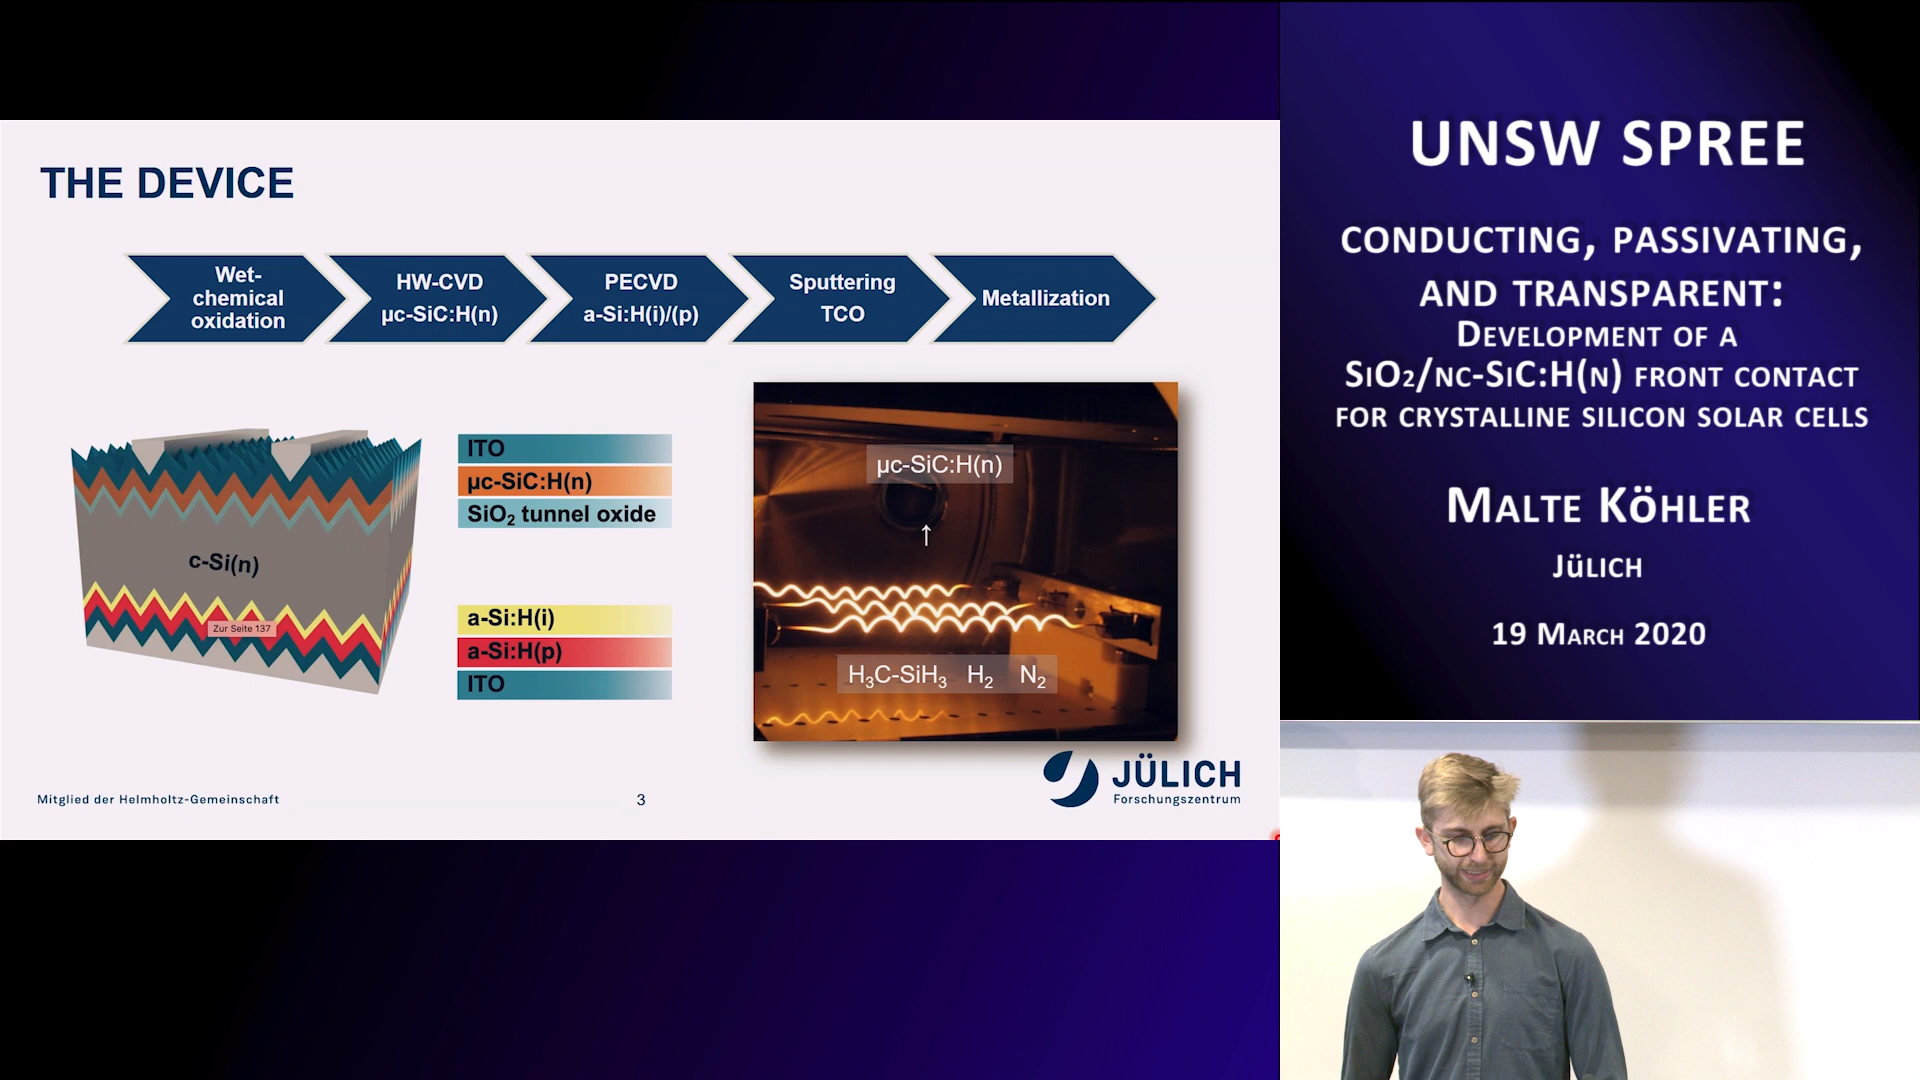 THE DEVICE
Wet-
chemical
oxidation
HW-CVD
µc-SiC:H(n)
PECVD
a-Si:H(i)/(p)
Sputtering
TCO
Metallization
c-Si(n)
Zur Seite 137
ITO
µc-SiC:H(n)
SiO₂ tunnel oxide
a-Si:H(i)
a-Si:H(p)
ITO
µc-SiC:H(n)
↑
H₃C-SiH₃ H₂ N₂
Mitglied der Helmholtz-Gemeinschaft
3
JÜLICH
Forschungszentrum
UNSW SPREE
CONDUCTING, PASSIVATING,
AND TRANSPARENT:
DEVELOPMENT OF A
SIO₂/NC-SIC:H(N) FRONT CONTACT
FOR CRYSTALLINE SILICON SOLAR CELLS
MALTE KÖHLER
JÜLICH
19 MARCH 2020